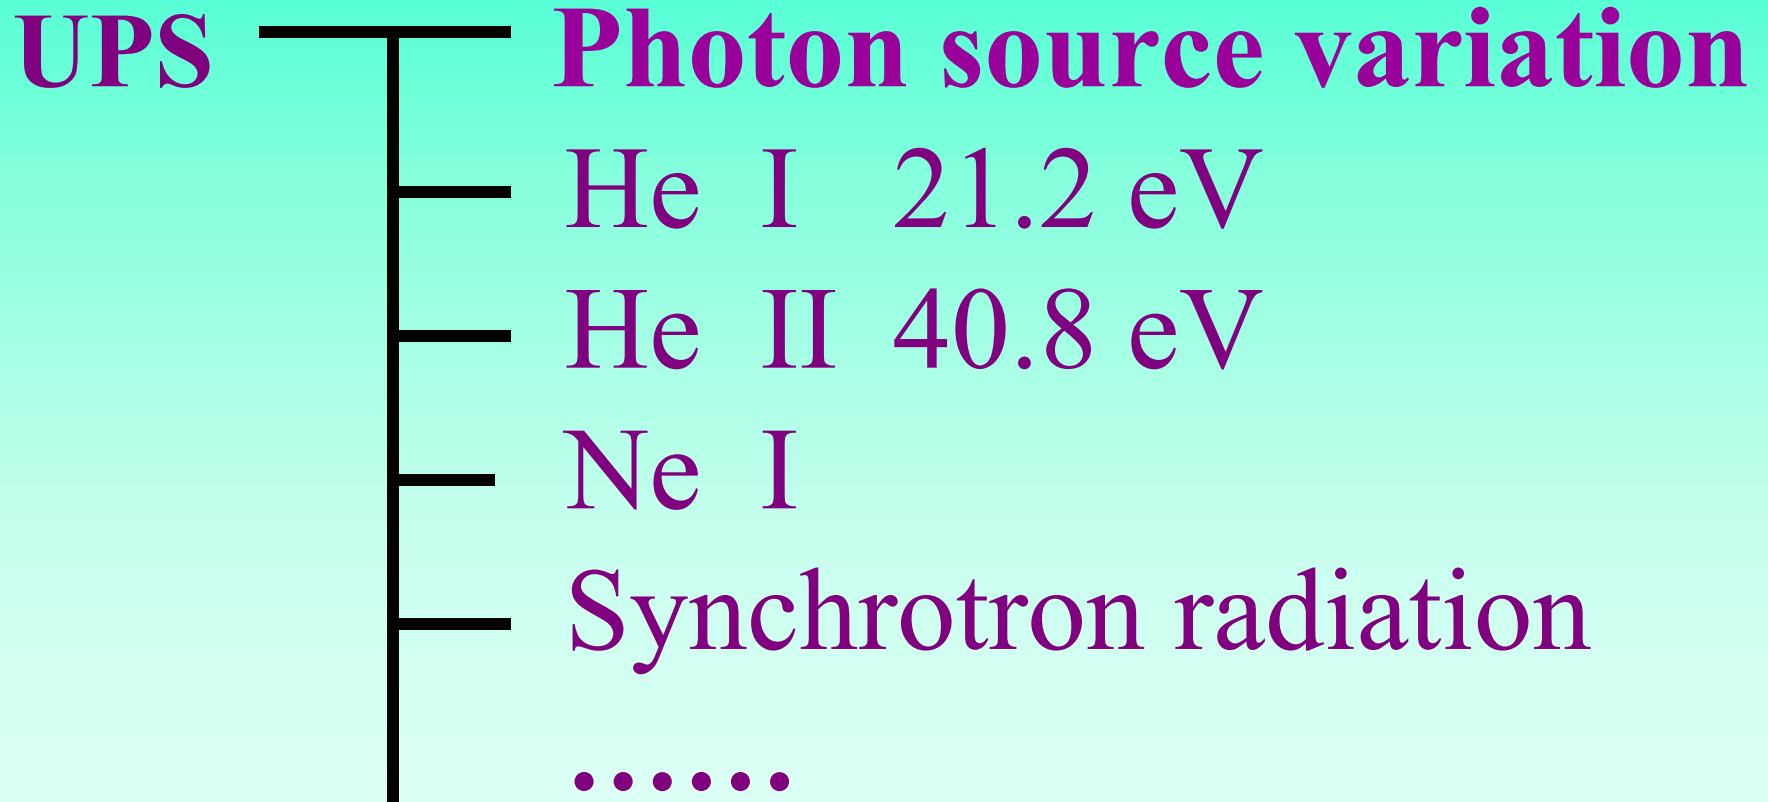 UPS Photon source variation
He I 21.2 eV
He II 40.8 eV
Ne I
Synchrotron radiation
......